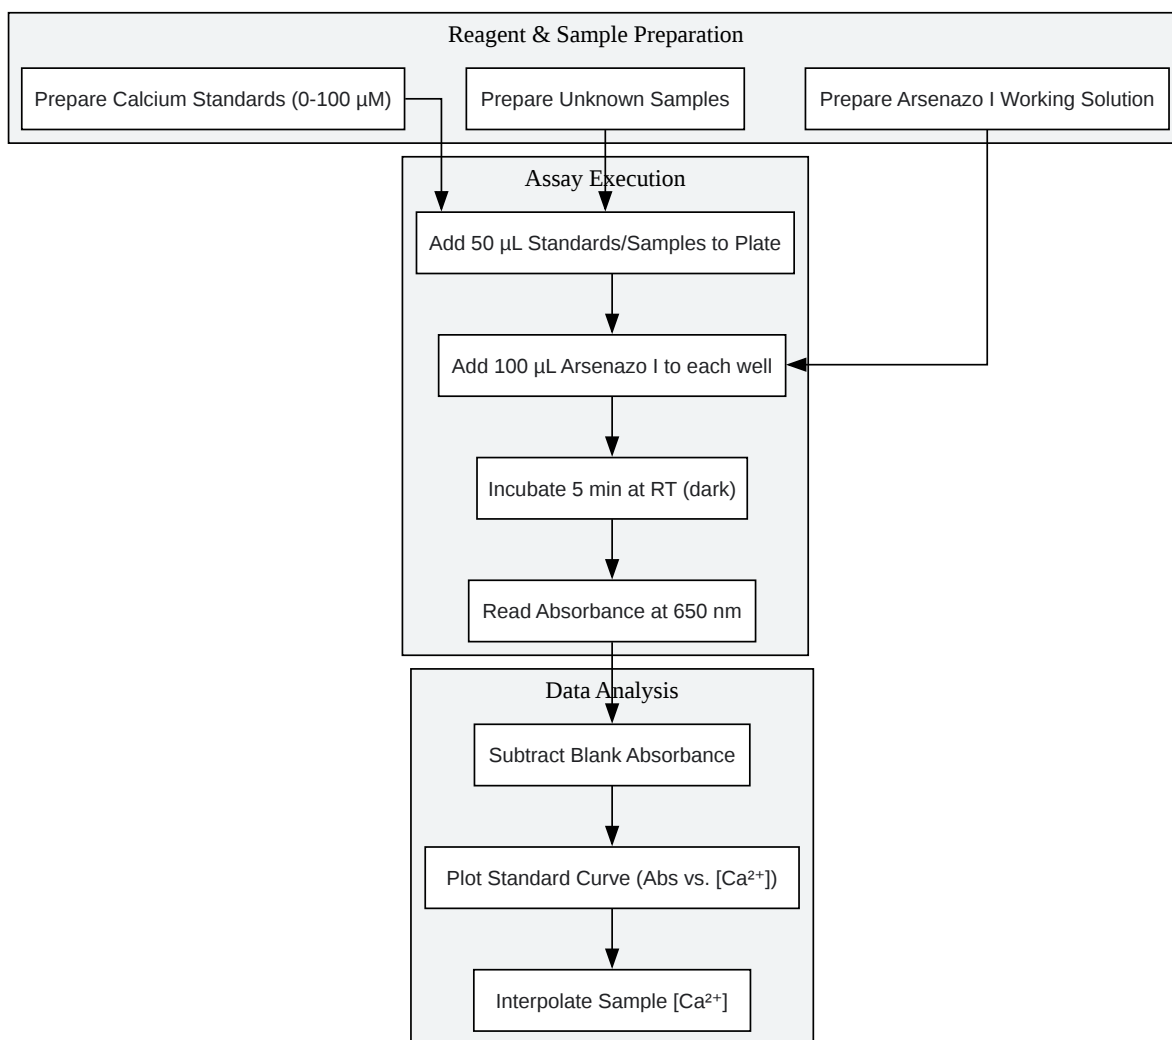 Reagent & Sample Preparation
Prepare Calcium Standards (0-100 µM)
Prepare Unknown Samples
Prepare Arsenazo I Working Solution
Assay Execution
Add 50 µL Standards/Samples to Plate
Add 100 µL Arsenazo I to each well
Incubate 5 min at RT (dark)
Read Absorbance at 650 nm
Data Analysis
Subtract Blank Absorbance
Plot Standard Curve (Abs vs. [Ca²⁺])
Interpolate Sample [Ca²⁺]